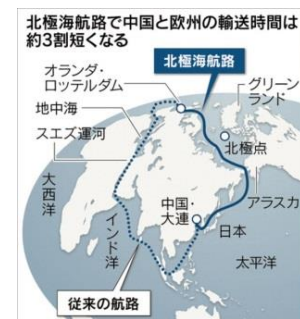 北極海航路で中国と欧州の輸送時間は
約3割短くなる
オランダ・
ロッテルダム
北極海航路
グリーン
ランド
地中海
スエズ運河
北極点
大西洋
インド洋
中国・
大連
アラスカ
日本
太平洋
従来の航路